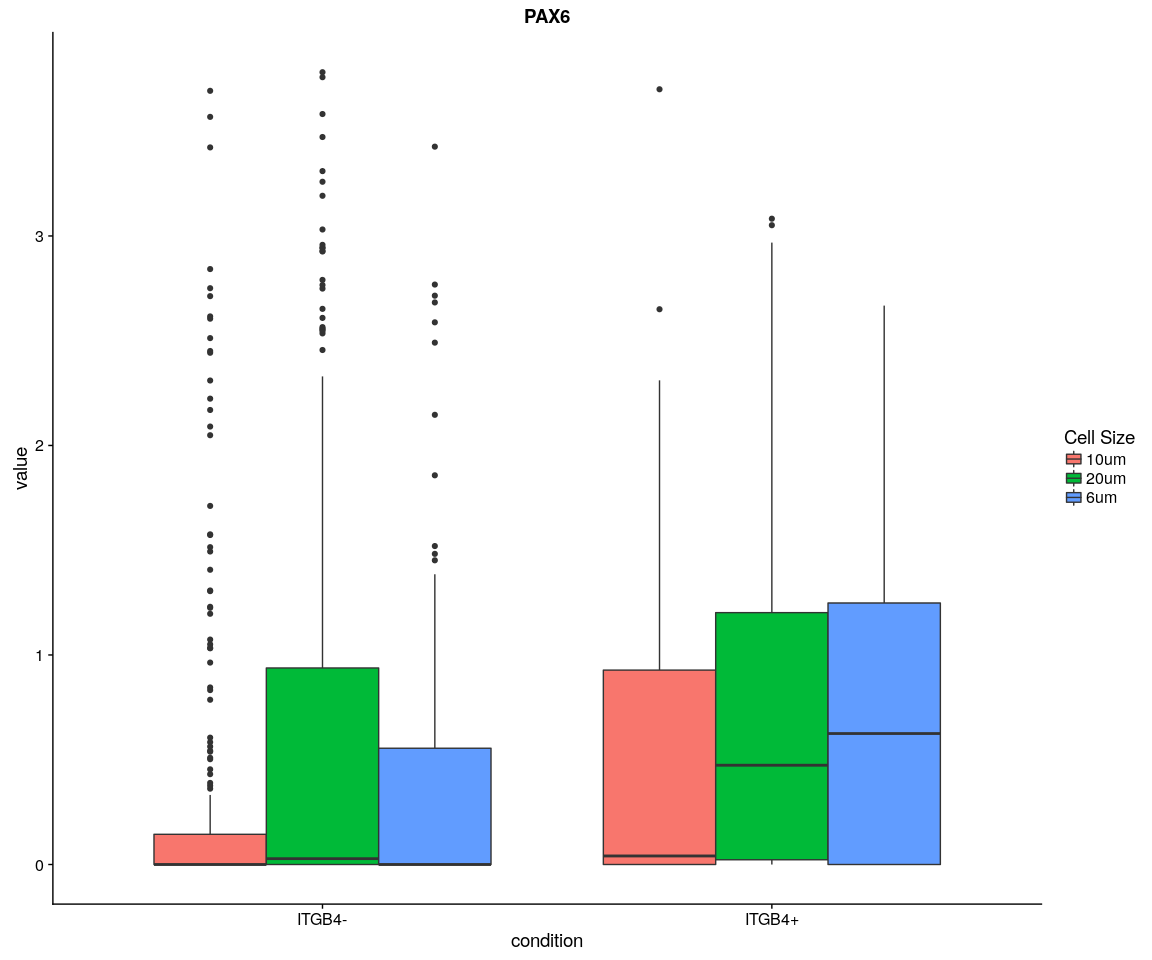 PAX6
value
3
2
1
0
ITGB4-
ITGB4+
condition
Cell Size
10um
20um
6um